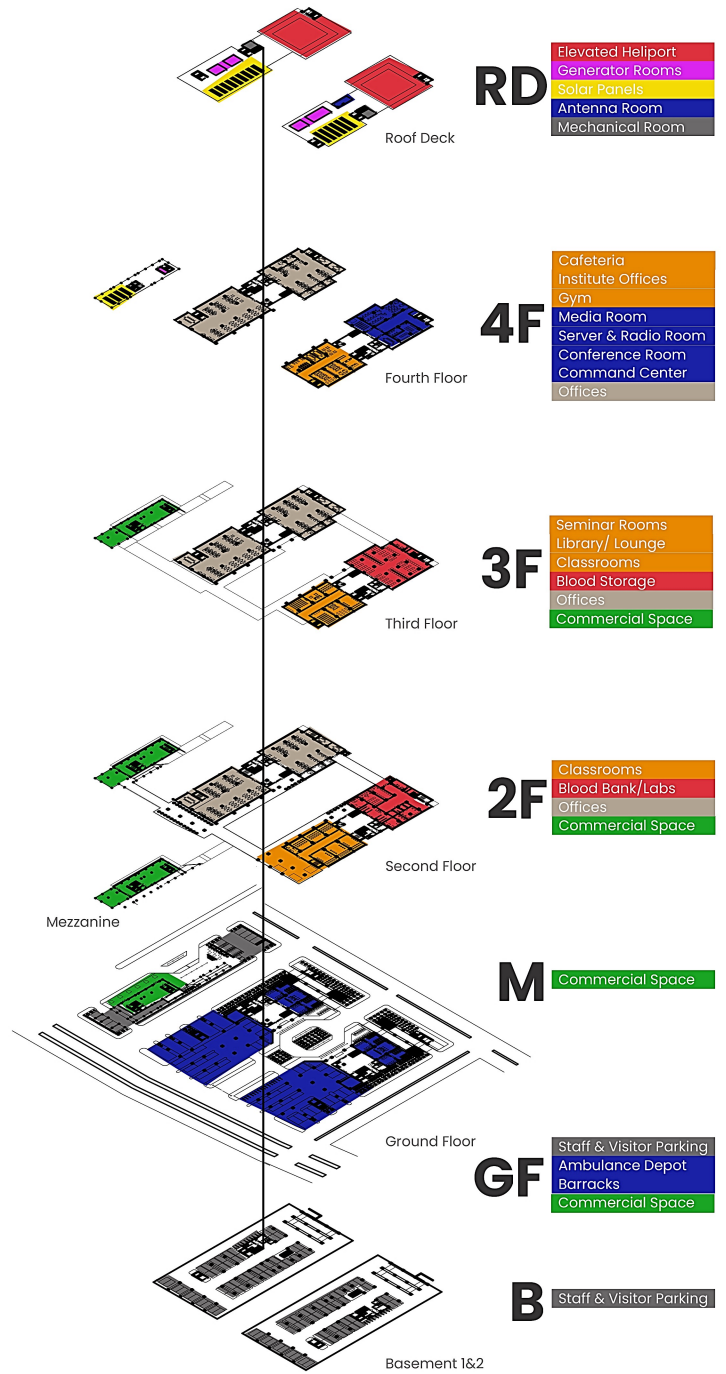 RD
Elevated Heliport
Generator Rooms
Solar Panels
Antenna Room
Mechanical Room
Roof Deck
4F
Cafeteria
Institute Offices
Gym
Media Room
Server & Radio Room
Conference Room
Command Center
Offices
Fourth Floor
3F
Seminar Rooms
Library/ Lounge
Classrooms
Blood Storage
Offices
Commercial Space
Third Floor
2F
Classrooms
Blood Bank/Labs
Offices
Commercial Space
Second Floor
Mezzanine
M
Commercial Space
Ground Floor
GF
Staff & Visitor Parking
Ambulance Depot
Barracks
Commercial Space
B
Staff & Visitor Parking
Basement 1&2